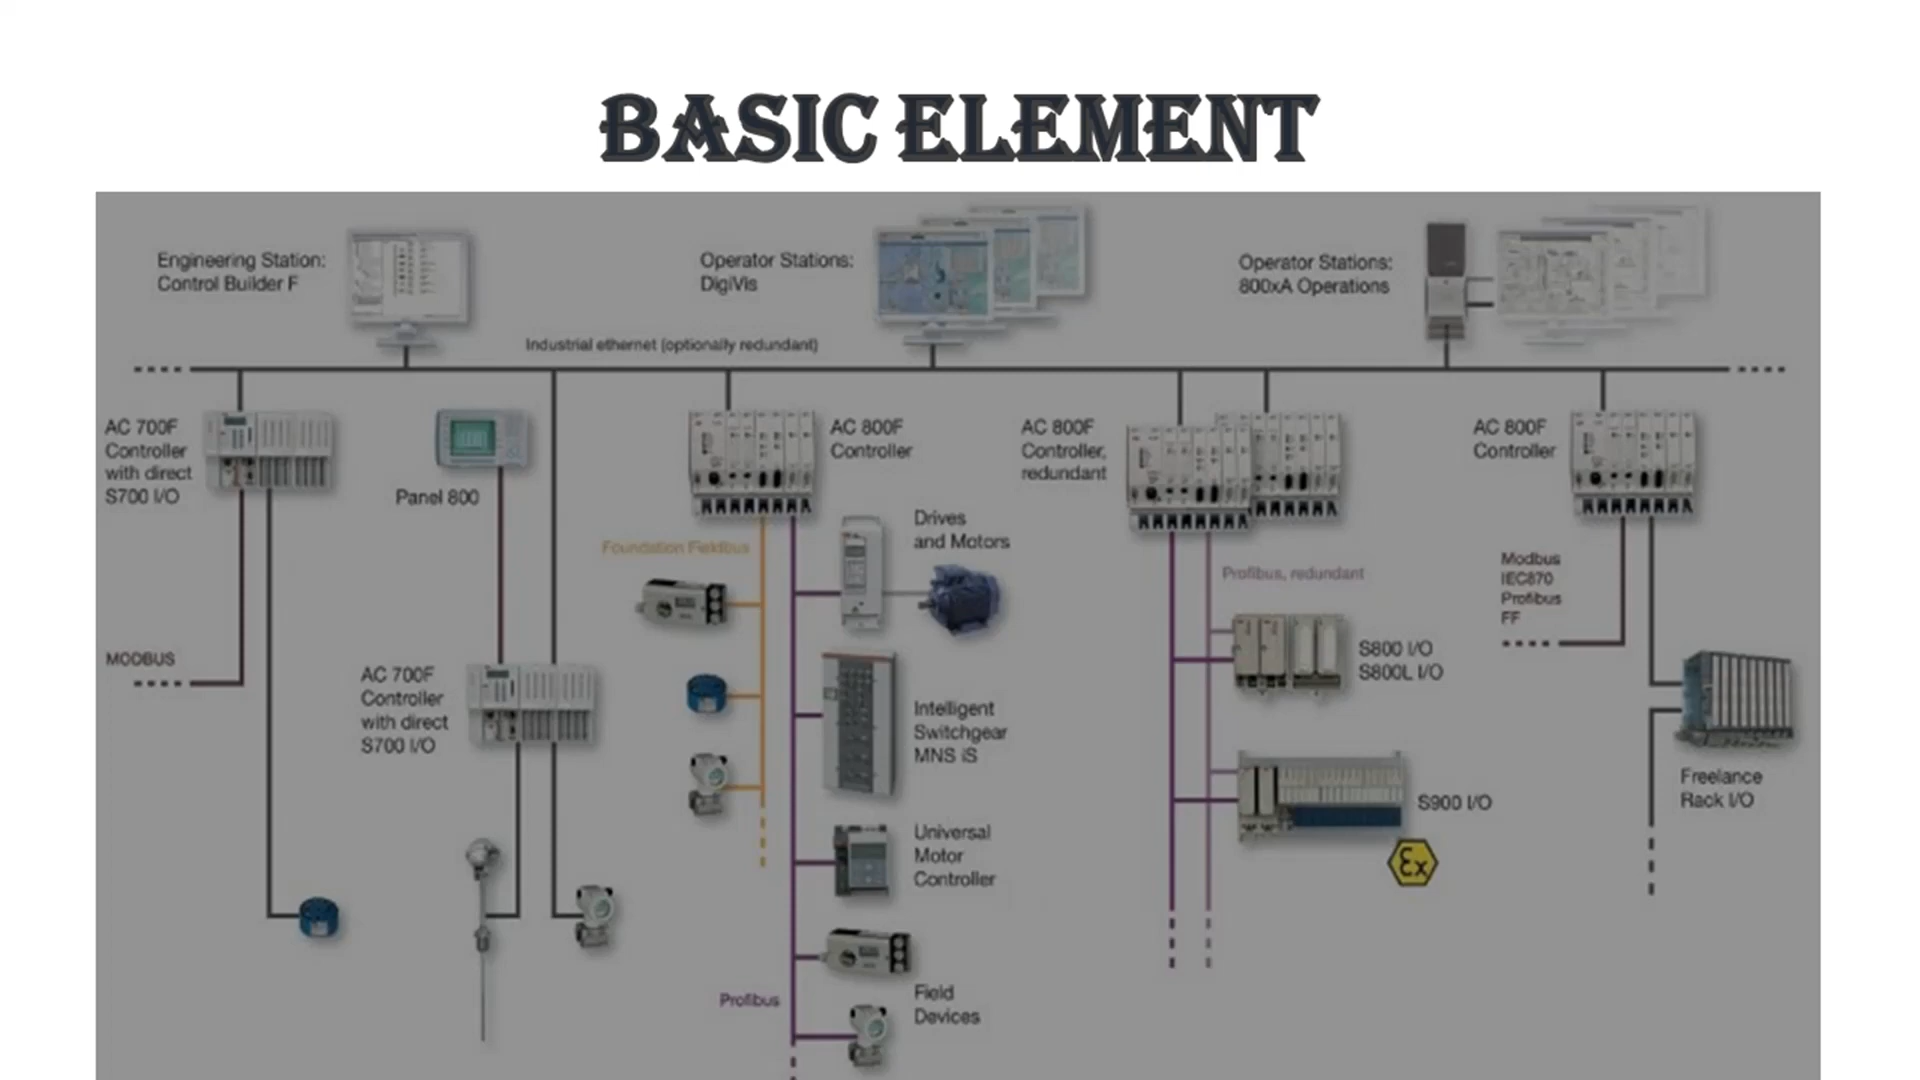 BASIC ELEMENT
Engineering Station:
Control Builder F
Operator Stations:
DigiVis
Operator Stations:
800xA Operations
Industrial ethernet (optionally redundant)
AC 700F
Controller
with direct
S700 I/O
Panel 800
AC 800F
Controller
AC 800F
Controller,
redundant
AC 800F
Controller
Drives
and Motors
Foundation Fieldbus
Profibus, redundant
Modbus
IEC870
Profibus
FF
MODBUS
AC 700F
Controller
with direct
S700 I/O
S800 I/O
S800L I/O
Intelligent
Switchgear
MNS iS
Freelance
Rack I/O
S900 I/O
Universal
Motor
Controller
Ex
Profibus
Field
Devices